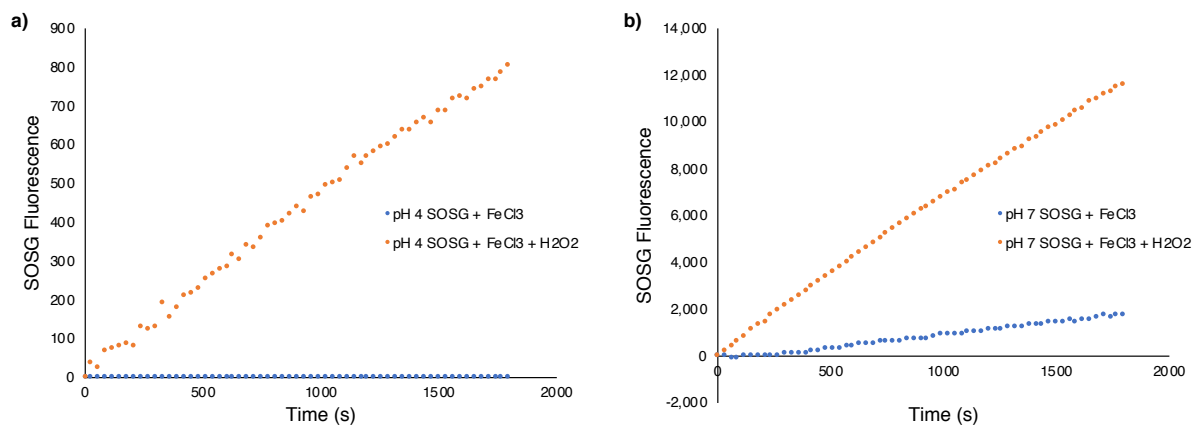 a)
900
800
700
600
500
400
300
200
100
0
SOSG Fluorescence
0 500 1000 1500 2000
Time (s)
pH 4 SOSG + FeCl3
pH 4 SOSG + FeCl3 + H2O2
b)
14,000
12,000
10,000
8,000
6,000
4,000
2,000
0
-2,000
SOSG Fluorescence
0 500 1000 1500 2000
Time (s)
pH 7 SOSG + FeCl3
pH 7 SOSG + FeCl3 + H2O2